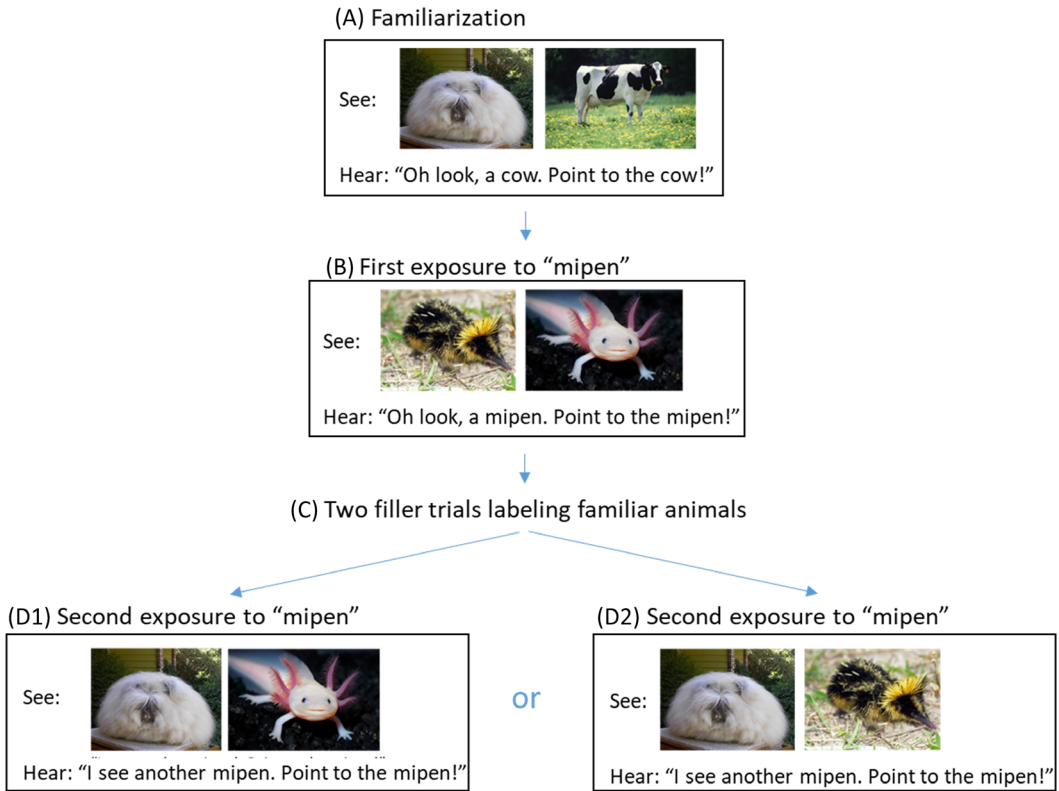 (A) Familiarization
See:
Hear: “Oh look, a cow. Point to the cow!”
(B) First exposure to “mipen”
See:
Hear: “Oh look, a mipen. Point to the mipen!”
(C) Two filler trials labeling familiar animals
(D1) Second exposure to “mipen”
See:
Hear: “I see another mipen. Point to the mipen!”
or
(D2) Second exposure to “mipen”
See:
Hear: “I see another mipen. Point to the mipen!”